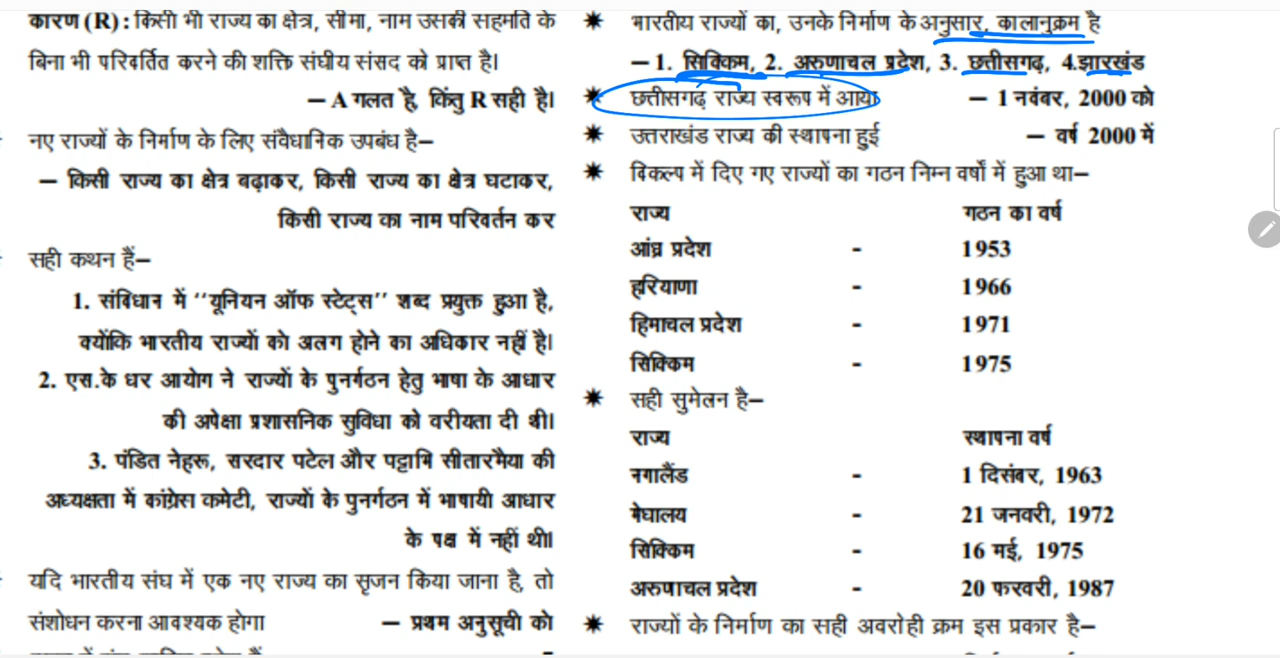 कारण (R): किसी भी राज्य का क्षेत्र, सीमा, नाम उसकी सहमति के
बिना भी परिवर्तित करने की शक्ति संघीय संसद को प्राप्त है।
– A गलत है, किंतु R सही है।
नए राज्यों के निर्माण के लिए संवैधानिक उपबंध है–
– किसी राज्य का क्षेत्र बढ़ाकर, किसी राज्य का क्षेत्र घटाकर,
किसी राज्य का नाम परिवर्तन कर
सही कथन हैं–
1. संविधान में ‘‘यूनियन ऑफ स्टेट्स’’ शब्द प्रयुक्त हुआ है,
क्योंकि भारतीय राज्यों को अलग होने का अधिकार नहीं है।
2. एस.के धर आयोग ने राज्यों के पुनर्गठन हेतु भाषा के आधार
की अपेक्षा प्रशासनिक सुविधा को वरीयता दी थी।
3. पंडित नेहरू, सरदार पटेल और पट्टाभि सीतारमैया की
अध्यक्षता में कांग्रेस कमेटी, राज्यों के पुनर्गठन में भाषायी आधार
के पक्ष में नहीं थी।
यदि भारतीय संघ में एक नए राज्य का सृजन किया जाना है, तो
संशोधन करना आवश्यक होगा – प्रथम अनुसूची को
✷ भारतीय राज्यों का, उनके निर्माण के अनुसार, कालानुक्रम है
– 1. सिक्किम, 2. अरुणाचल प्रदेश, 3. छत्तीसगढ़, 4.झारखंड
✷ छत्तीसगढ़ राज्य स्वरूप में आया – 1 नवंबर, 2000 को
✷ उत्तराखंड राज्य की स्थापना हुई – वर्ष 2000 में
✷ विकल्प में दिए गए राज्यों का गठन निम्न वर्षों में हुआ था–
राज्य गठन का वर्ष
आंध्र प्रदेश - 1953
हरियाणा - 1966
हिमाचल प्रदेश - 1971
सिक्किम - 1975
✷ सही सुमेलन है–
राज्य स्थापना वर्ष
नगालैंड - 1 दिसंबर, 1963
मेघालय - 21 जनवरी, 1972
सिक्किम - 16 मई, 1975
अरुणाचल प्रदेश - 20 फरवरी, 1987
✷ राज्यों के निर्माण का सही अवरोही क्रम इस प्रकार है–